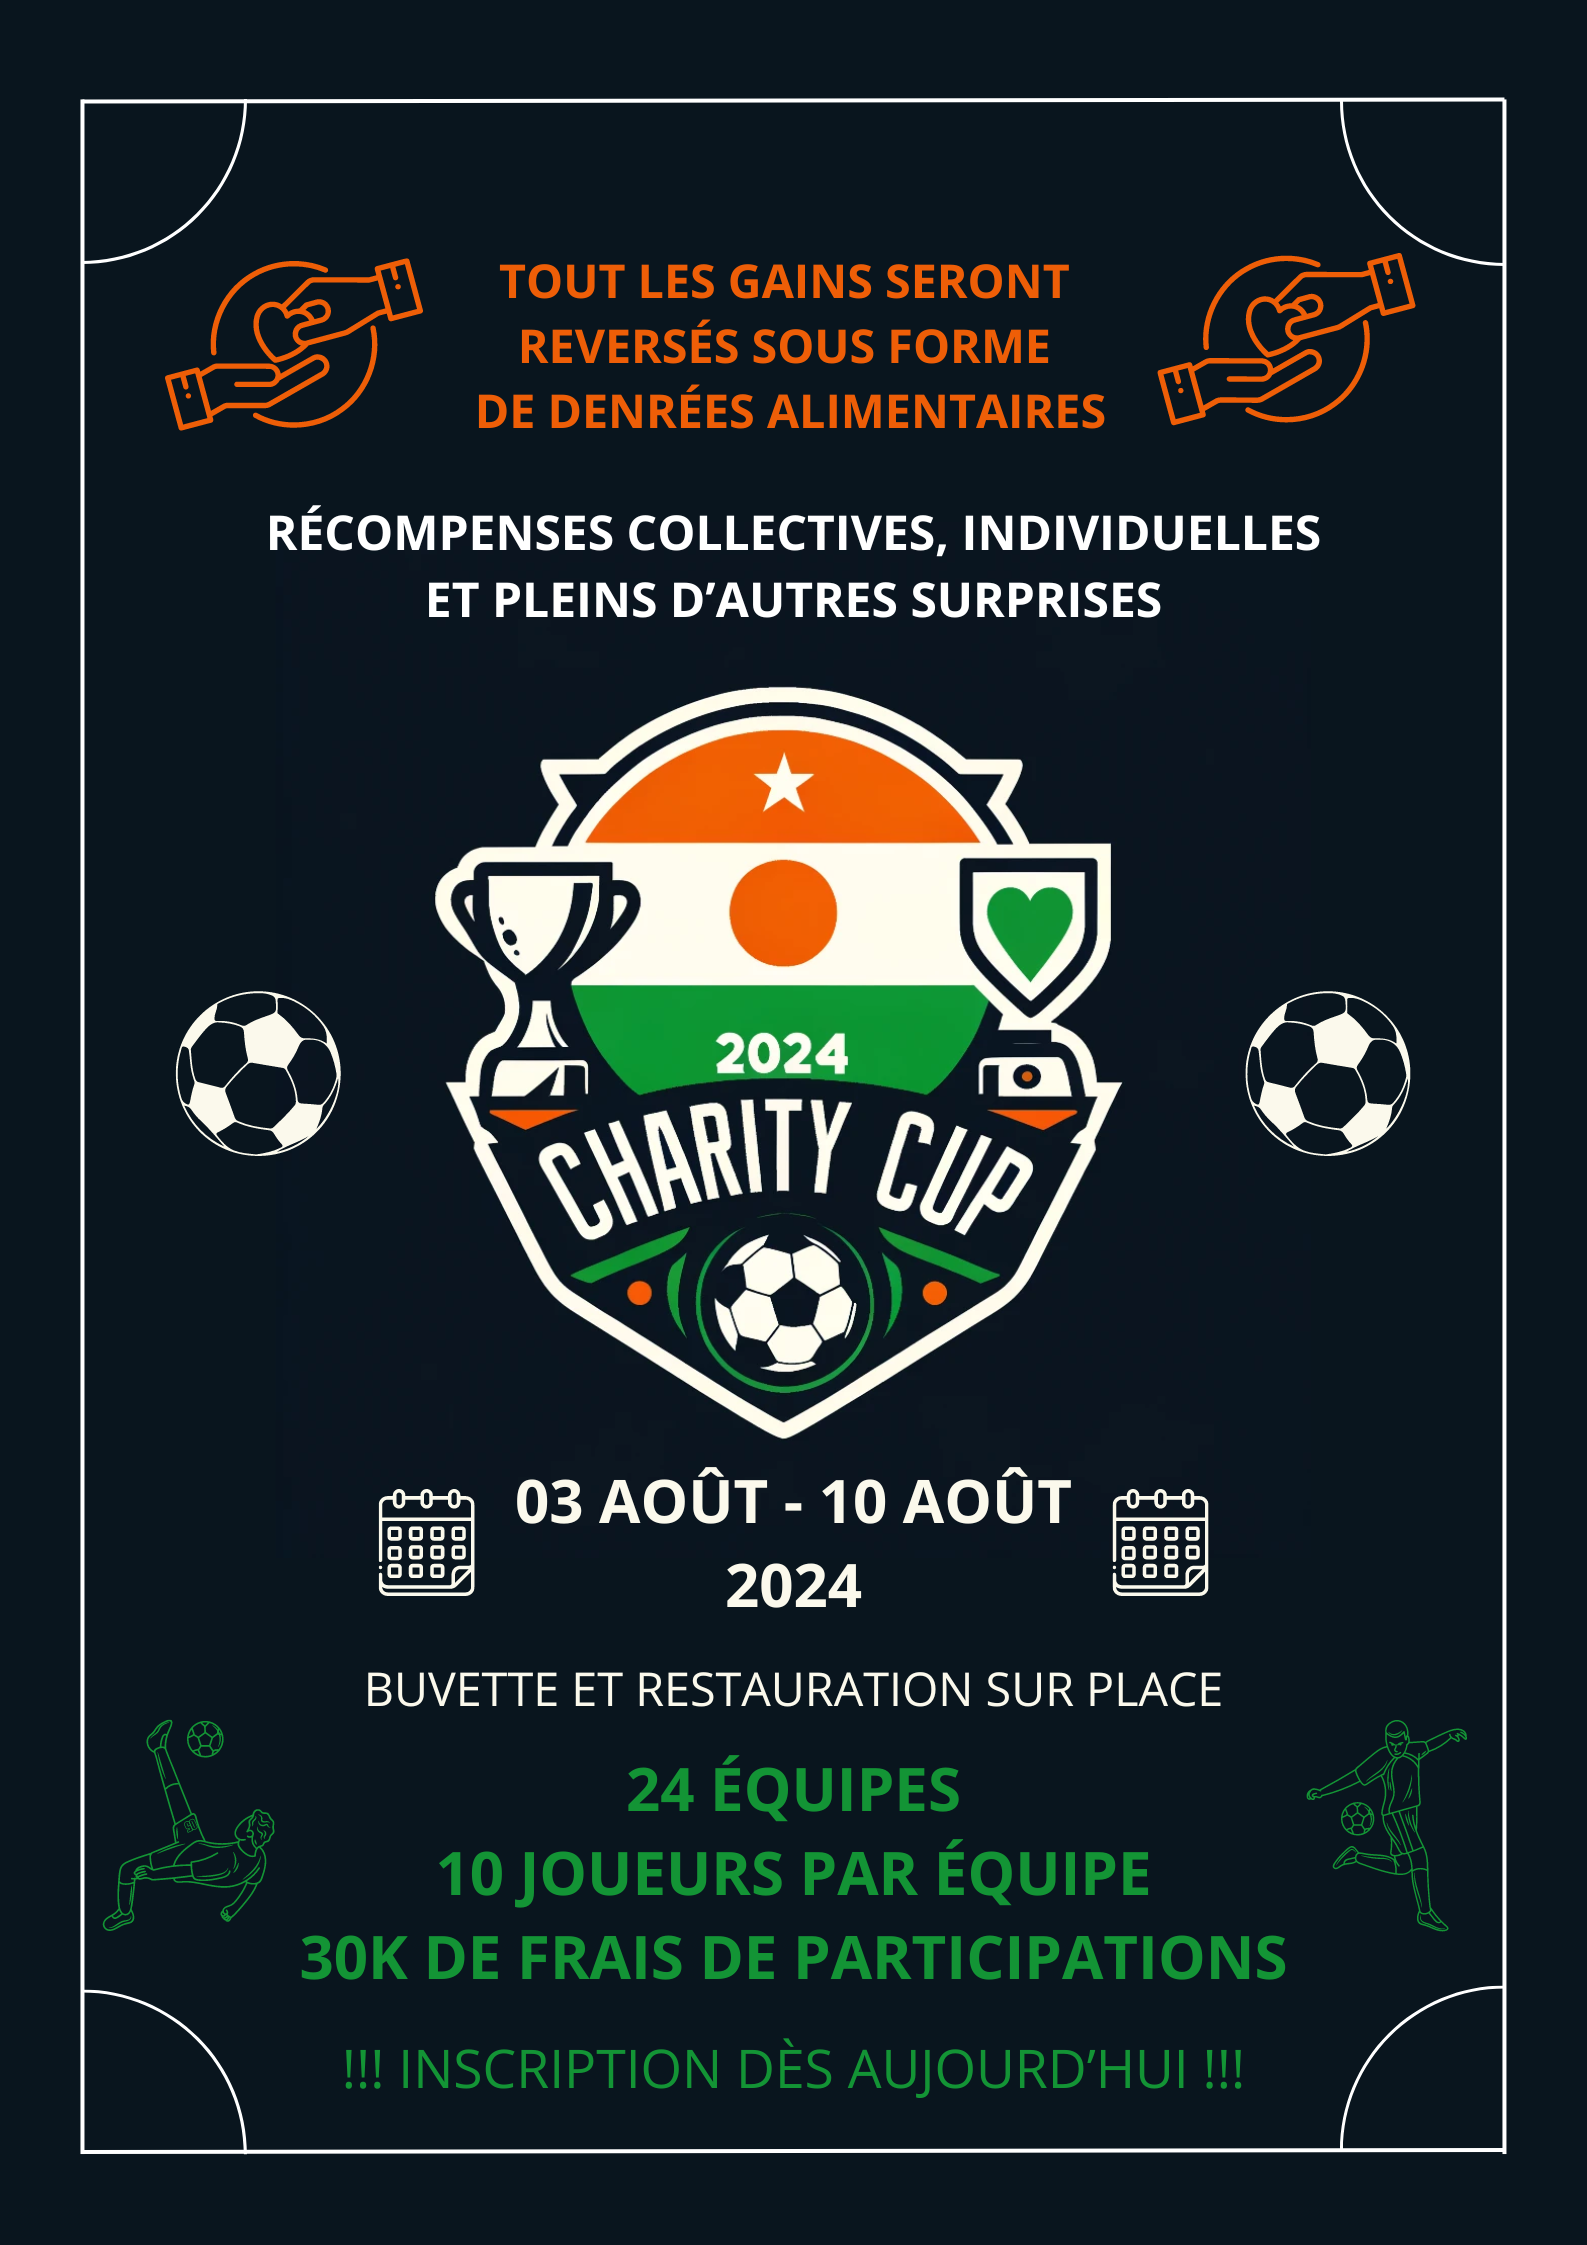 TOUT LES GAINS SERONT
REVERSÉS SOUS FORME
DE DENRÉES ALIMENTAIRES
RÉCOMPENSES COLLECTIVES, INDIVIDUELLES
ET PLEINS D’AUTRES SURPRISES
2024
CHARITY CUP
03 AOÛT - 10 AOÛT
2024
BUVETTE ET RESTAURATION SUR PLACE
24 ÉQUIPES
10 JOUEURS PAR ÉQUIPE
30K DE FRAIS DE PARTICIPATIONS
!!! INSCRIPTION DÈS AUJOURD’HUI !!!